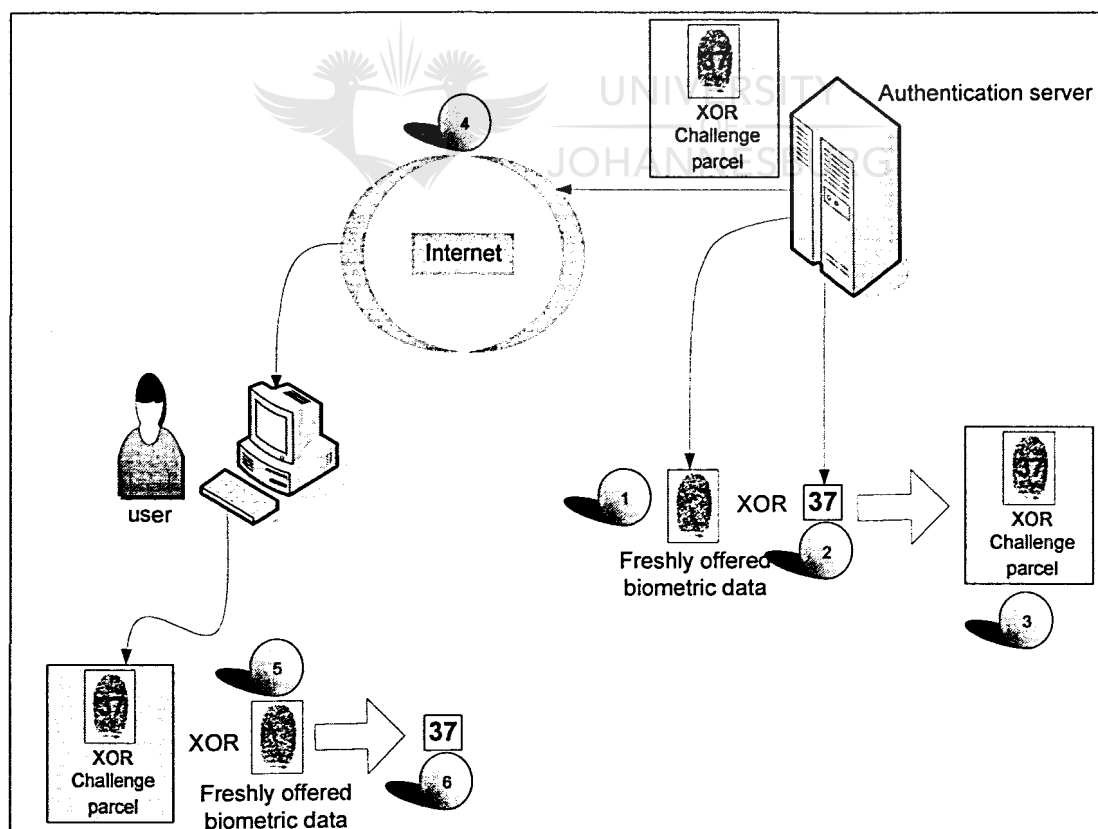 37
XOR
Challenge
parcel
UNIVERSITY
OF
JOHANNESBURG
Authentication server
4
Internet
user
1
XOR
37
2
Freshly offered
biometric data
37
XOR
Challenge
parcel
3
37
XOR
Challenge
parcel
XOR
5
Freshly offered
biometric data
37
6